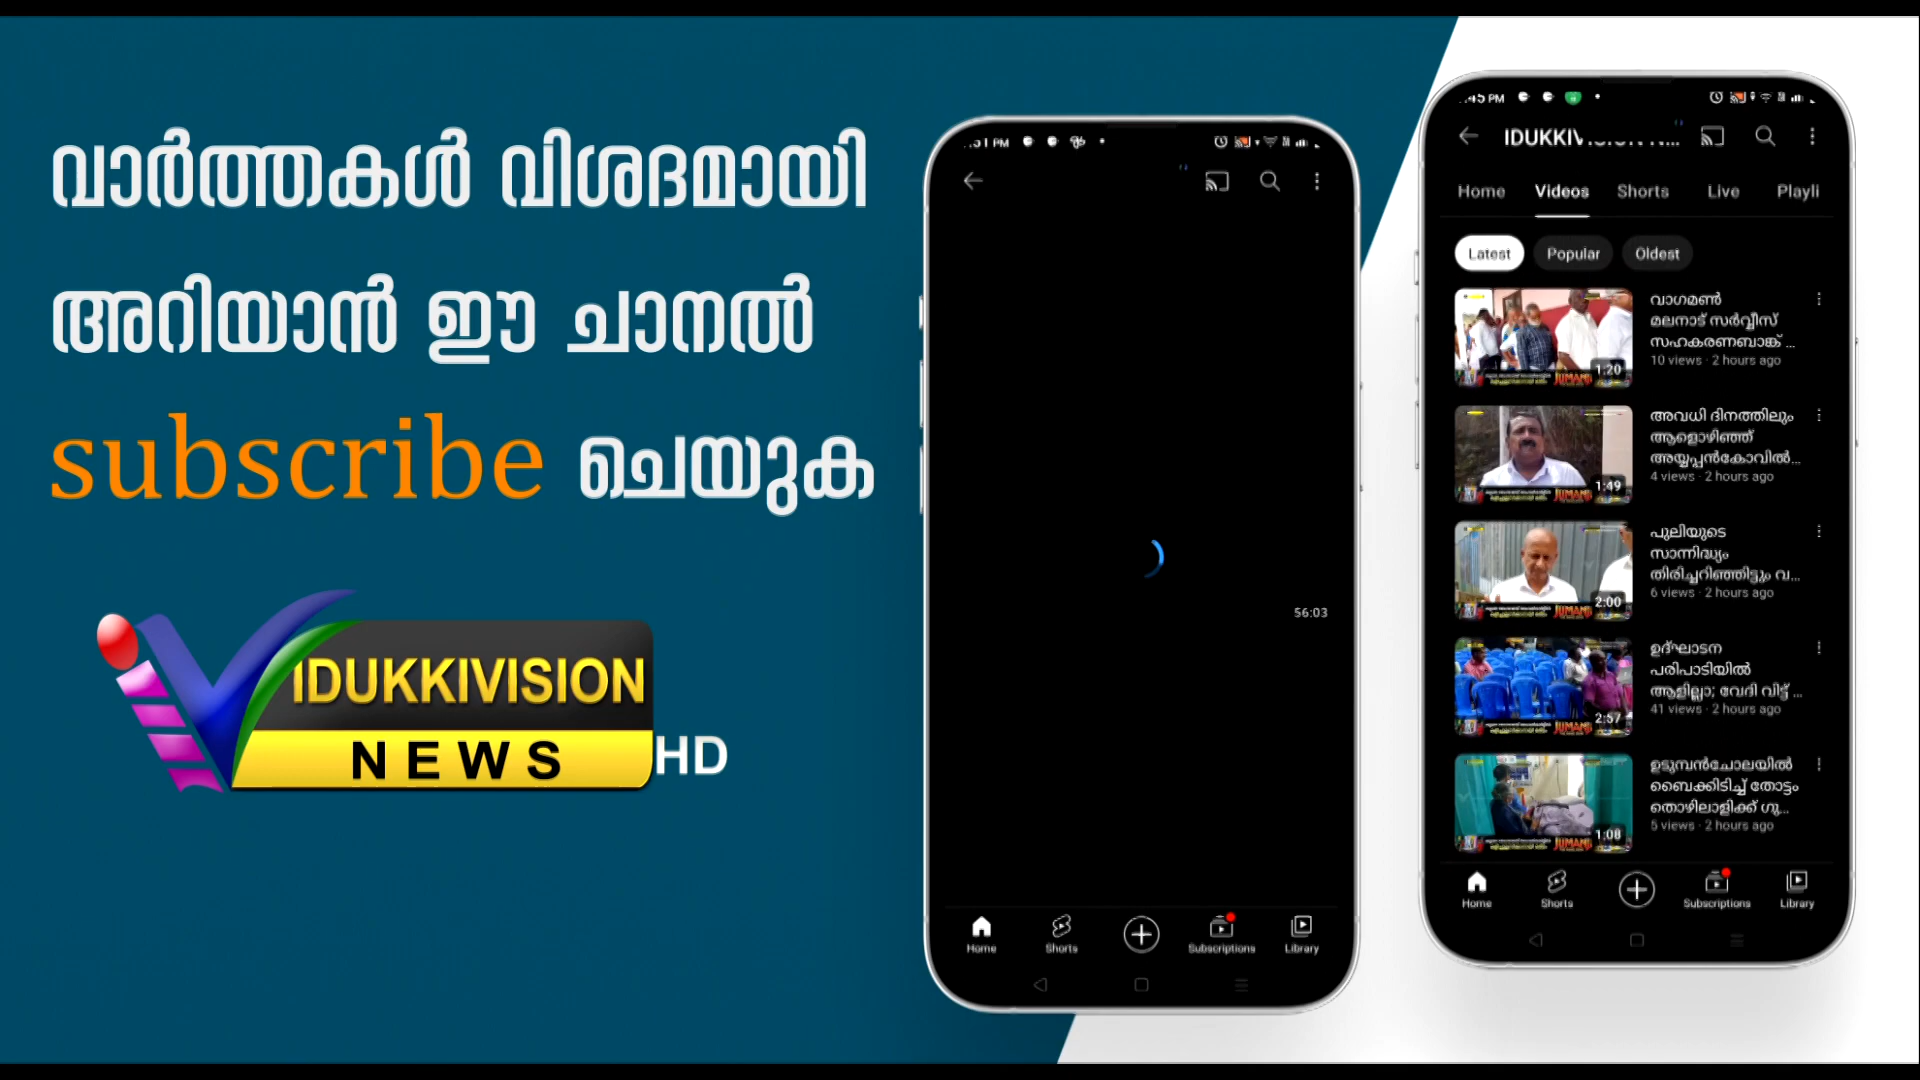 വാർത്തകൾ വിശദമായി
അറിയാൻ ഈ ചാനൽ
subscribe ചെയുക
IDUKKIVISION
NEWS HD
56:03
Home Shorts Subscriptions Library
Home Videos Shorts Live Playli
Latest Popular Oldest
വാഗമൺ
മലനാട് സർവ്വീസ്
സഹകരണബാങ്ക് ...
10 views · 2 hours ago
1:20
അവധി ദിനത്തിലും
ആളൊഴിഞ്ഞ്
അയ്യപ്പൻകോവിൽ...
4 views · 2 hours ago
1:49
പുലിയുടെ
സാന്നിദ്ധ്യം
തിരിച്ചറിഞ്ഞിട്ടും വ...
6 views · 2 hours ago
2:00
ഉദ്ഘാടന
പരിപാടിയിൽ
ആളില്ലാ; വേദി വിട്ട് ...
41 views · 2 hours ago
2:57
ഉടുമ്പൻചോലയിൽ
ബൈക്കിടിച്ച് തോട്ടം
തൊഴിലാളിക്ക് ഗു...
5 views · 2 hours ago
1:08
Home Shorts Subscriptions Library